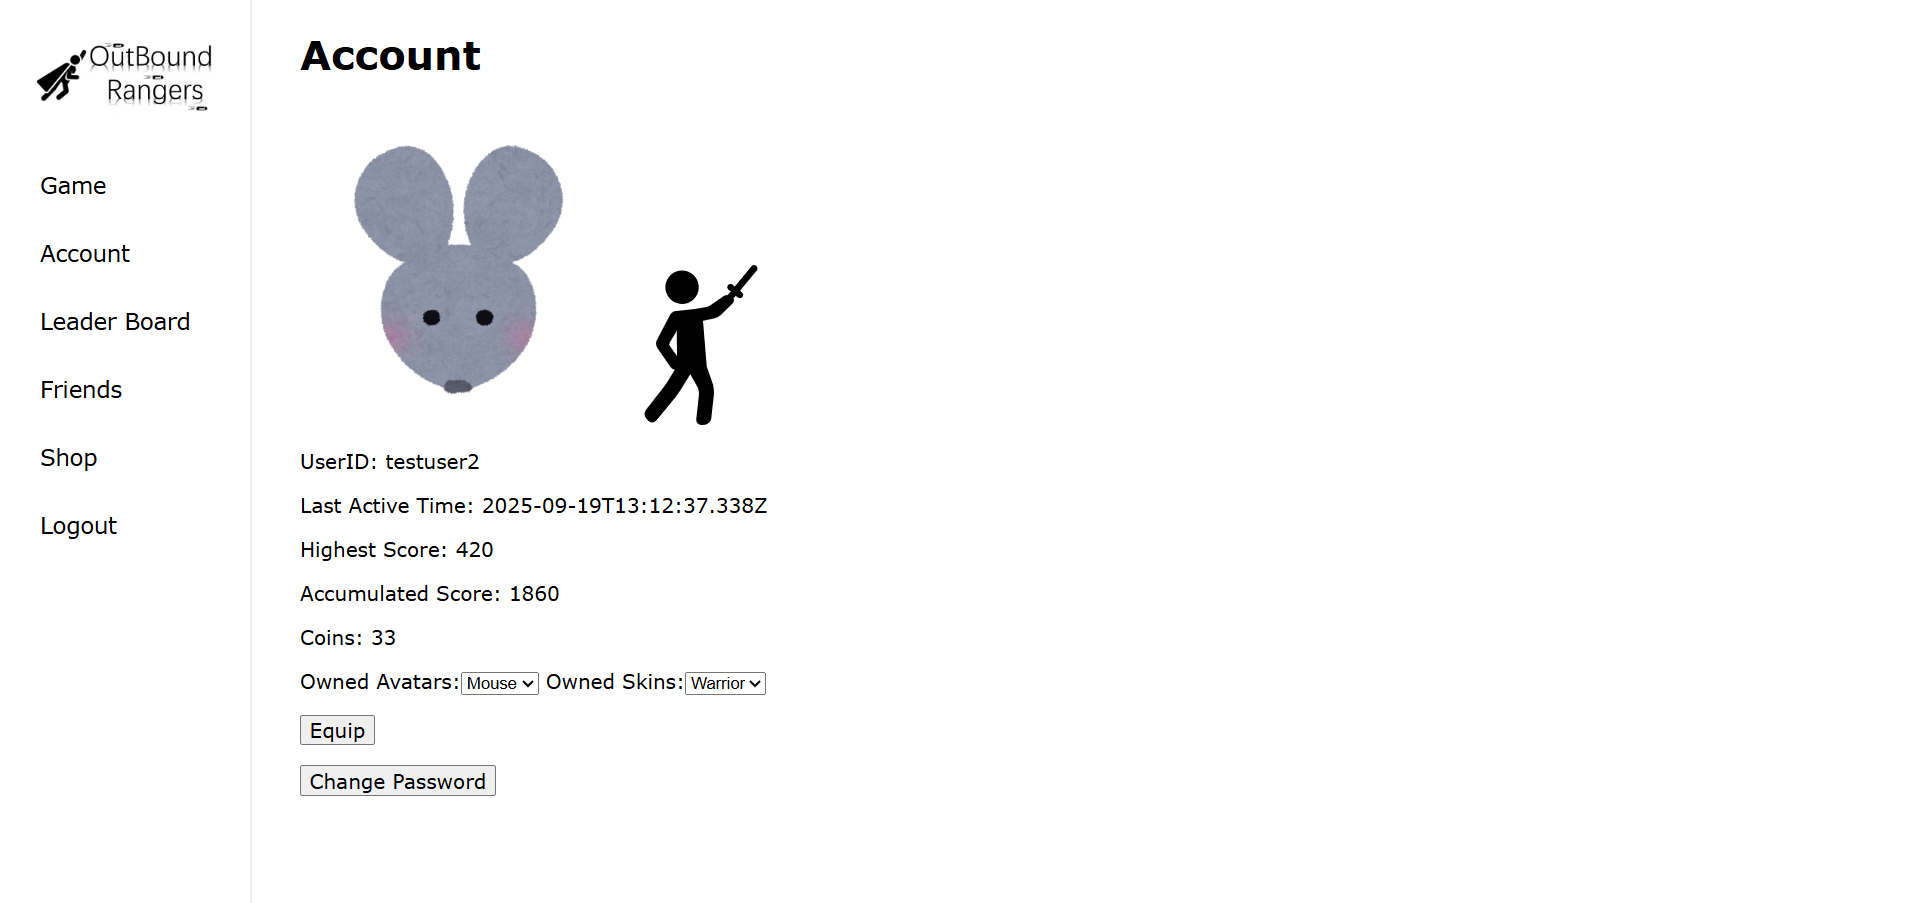 OutBound
Rangers
Game
Account
Leader Board
Friends
Shop
Logout
Account
UserID: testuser2
Last Active Time: 2025-09-19T13:12:37.338Z
Highest Score: 420
Accumulated Score: 1860
Coins: 33
Owned Avatars: Mouse Owned Skins: Warrior
Equip
Change Password